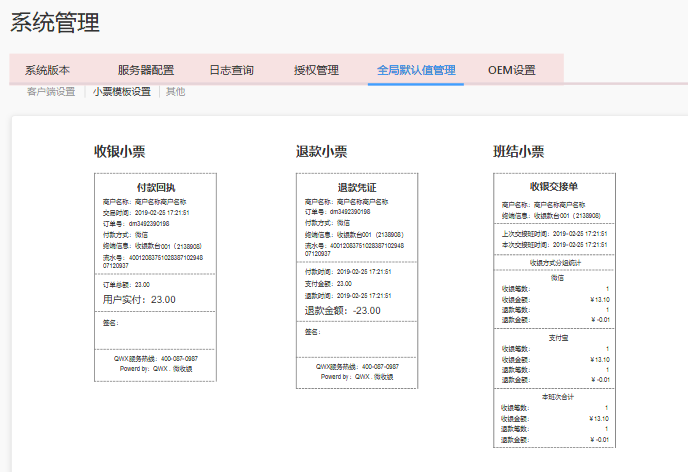 系统管理
系统版本 服务器配置 日志查询 授权管理 全局默认值管理 OEM设置
客户端设置 小票模板设置 其他
收银小票
付款回执
商户名称：商户名称商户名称
交易时间：2019-02-25 17:21:51
订单号：dm3492390198
付款方式：微信
终端信息：收银款台001（2138908）
流水号：40012083751028387102948
07120937
订单总额：23.00
用户实付：23.00
签名：
QWX服务热线：400-087-0987
Powerd by：QWX．微收银
退款小票
退款凭证
商户名称：商户名称商户名称
订单号：dm3492390198
付款方式：微信
终端信息：收银款台001（2138908）
流水号：40012083751028387102948
07120937
付款时间：2019-02-25 17:21:51
支付金额：23.00
退款时间：2019-02-25 17:21:51
退款金额：-23.00
签名：
QWX服务热线：400-087-0987
Powerd by：QWX．微收银
班结小票
收银交接单
商户名称：商户名称商户名称
终端信息：收银款台001（2138908）
上次交接班时间：2019-02-25 17:21:51
本次交接班时间：2019-02-25 17:21:51
收银方式分组统计
微信
收银笔数： 1
收银金额： ￥13.10
退款笔数： 1
退款金额： ￥ -0.01
支付宝
收银笔数： 1
收银金额： ￥13.10
退款笔数： 1
退款金额： ￥ -0.01
本班次合计
收银笔数： 1
收银金额： ￥13.10
退款笔数： 1
退款金额： ￥ -0.01